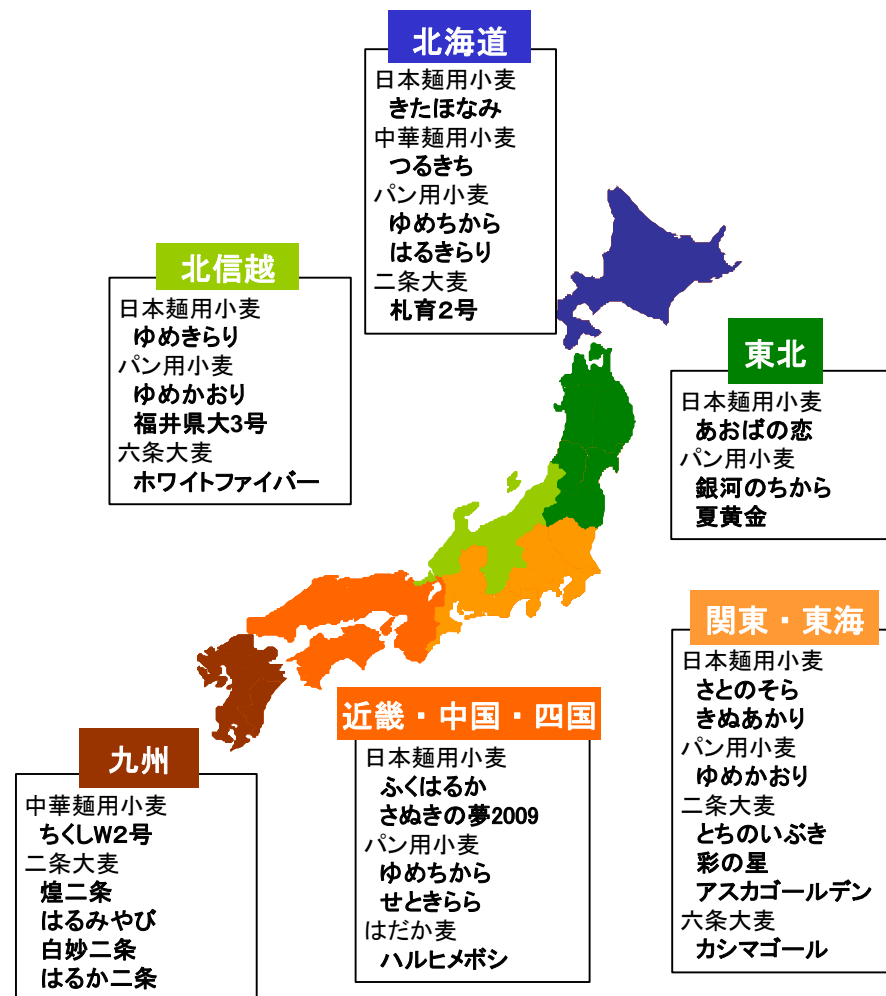 北海道
日本麺用小麦
きたほなみ
中華麺用小麦
つるきち
パン用小麦
ゆめちから
はるきらり
二条大麦
札育2号
北信越
日本麺用小麦
ゆめきらり
パン用小麦
ゆめかおり
福井県大3号
六条大麦
ホワイトファイバー
東北
日本麺用小麦
あおばの恋
パン用小麦
銀河のちから
夏黄金
関東・東海
日本麺用小麦
さとのそら
きぬあかり
パン用小麦
ゆめかおり
二条大麦
とちのいぶき
彩の星
アスカゴールデン
六条大麦
カシマゴール
近畿・中国・四国
日本麺用小麦
ふくはるか
さぬきの夢2009
パン用小麦
ゆめちから
せときらら
はだか麦
ハルヒメボシ
九州
中華麺用小麦
ちくしW2号
二条大麦
煌二条
はるみやび
白妙二条
はるか二条